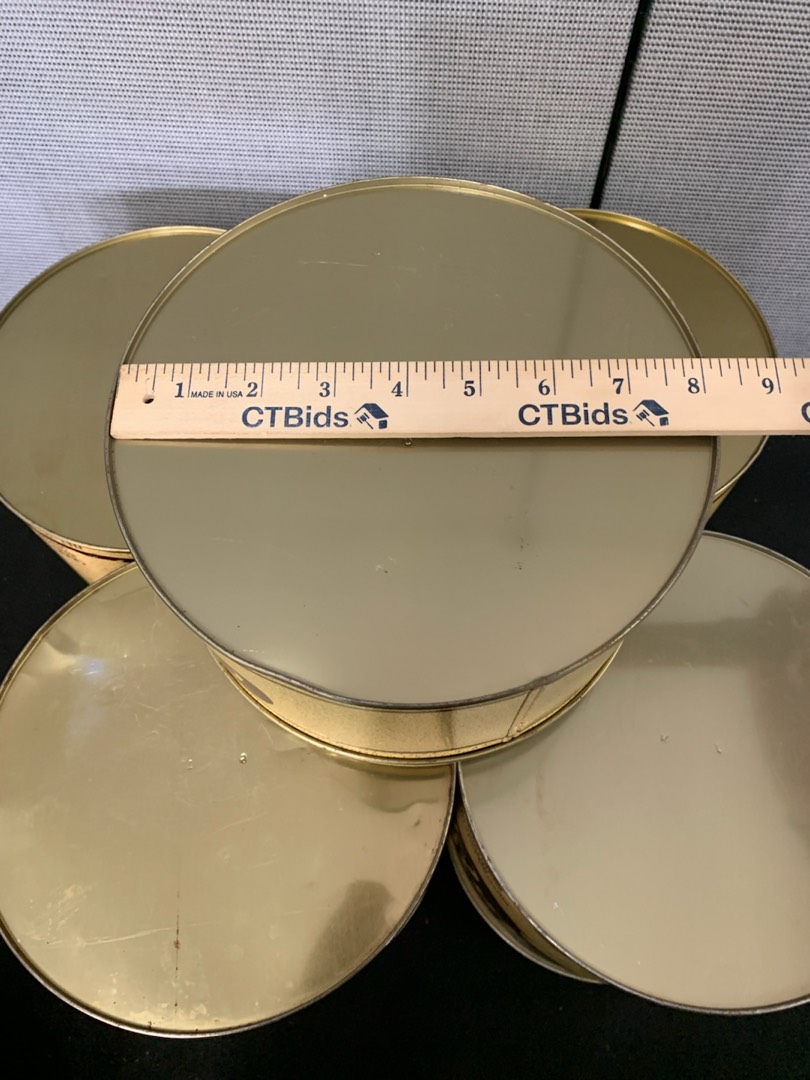 1 MADE IN USA 2 3 4 5 6 7 8 9
CTBids CTBids